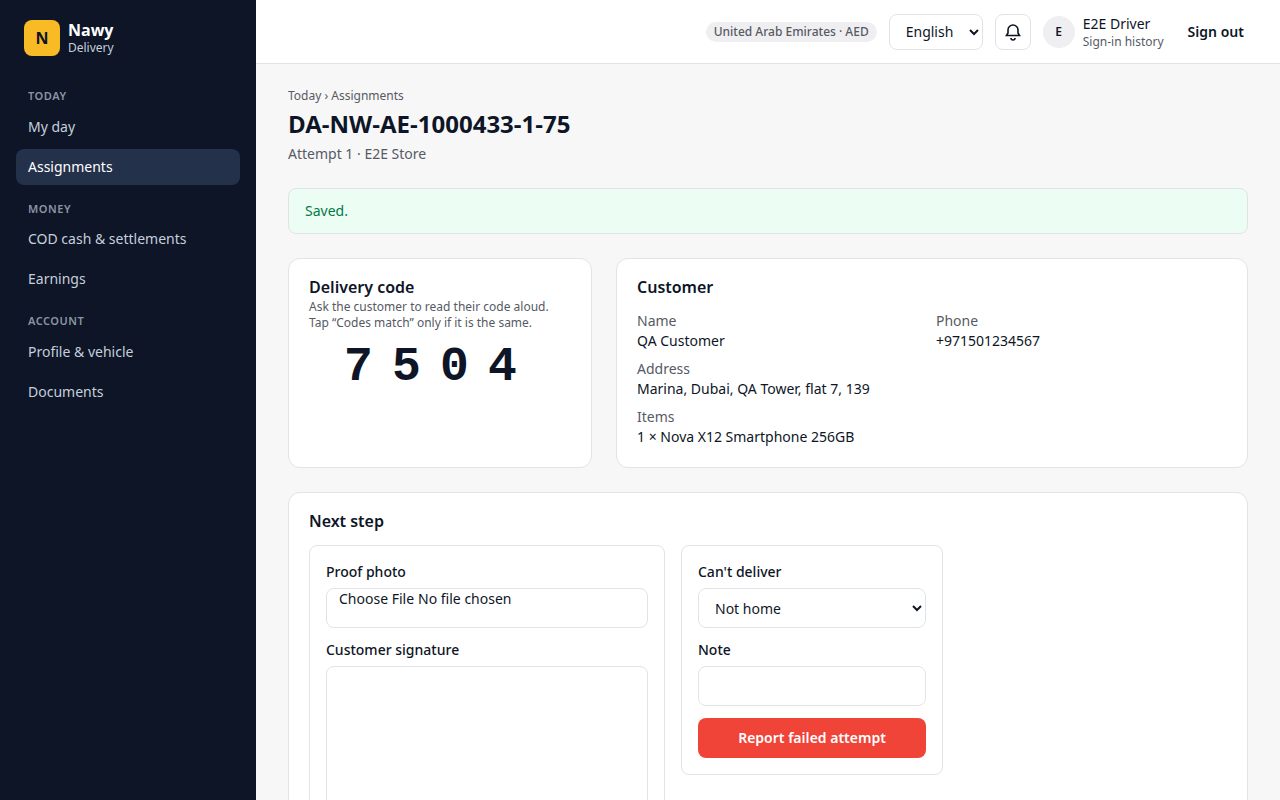 N
Nawy
Delivery
TODAY
My day
Assignments
MONEY
COD cash & settlements
Earnings
ACCOUNT
Profile & vehicle
Documents
United Arab Emirates · AED
English
E
E2E Driver
Sign-in history
Sign out
Today › Assignments
DA-NW-AE-1000433-1-75
Attempt 1 · E2E Store
Saved.
Delivery code
Ask the customer to read their code aloud.
Tap “Codes match” only if it is the same.
7504
Customer
Name
QA Customer
Phone
+971501234567
Address
Marina, Dubai, QA Tower, flat 7, 139
Items
1 × Nova X12 Smartphone 256GB
Next step
Proof photo
Choose File No file chosen
Customer signature
Can't deliver
Not home
Note
Report failed attempt